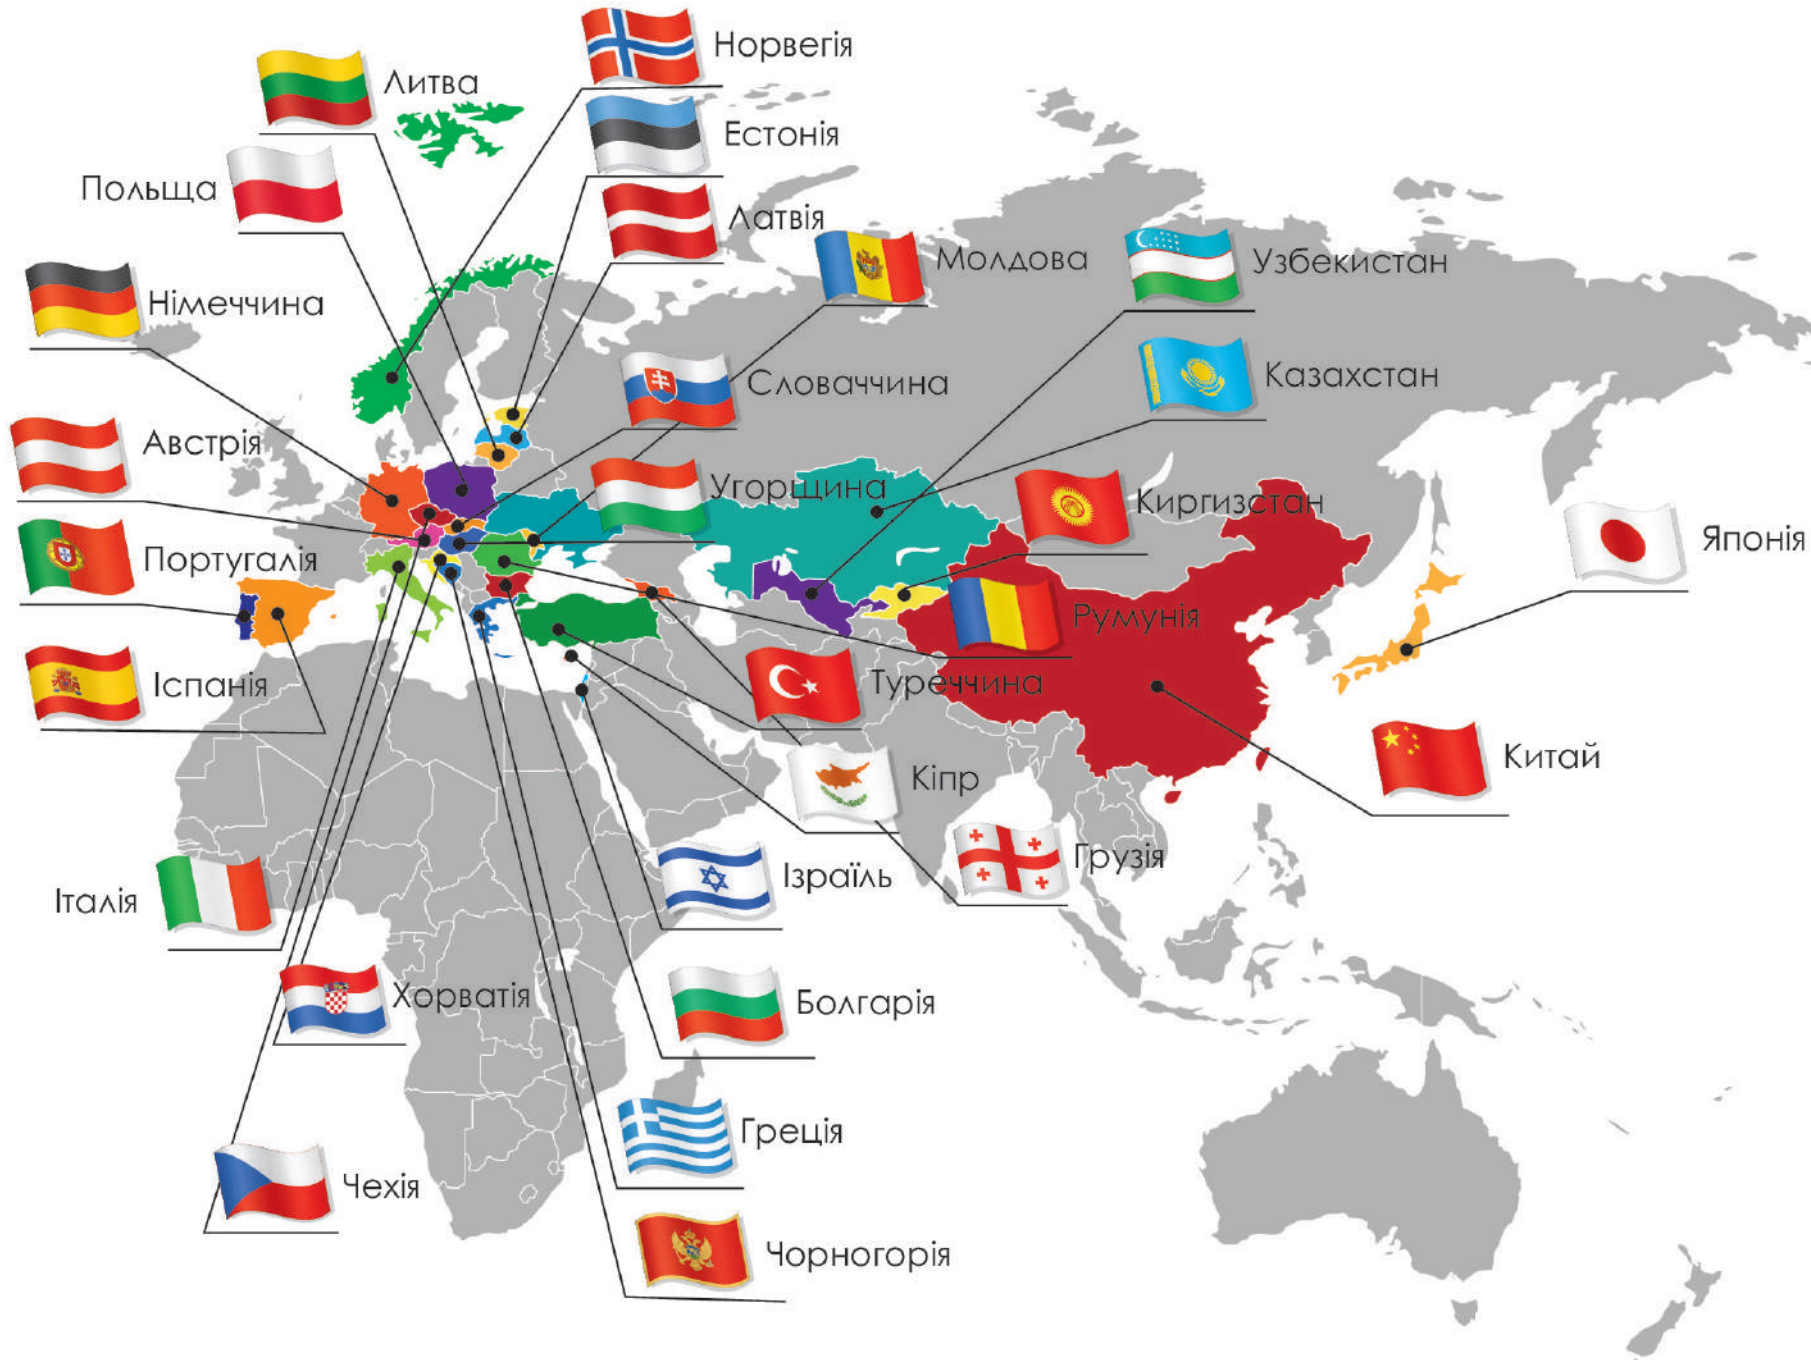 Норвегія
Литва
Естонія
Польща
Латвія
Молдова
Узбекистан
Німеччина
Словаччина
Казахстан
Австрія
Угорщина
Киргизстан
Японія
Португалія
Румунія
Іспанія
Туреччина
Китай
Кіпр
Грузія
Ізраїль
Італія
Хорватія
Болгарія
Греція
Чехія
Чорногорія